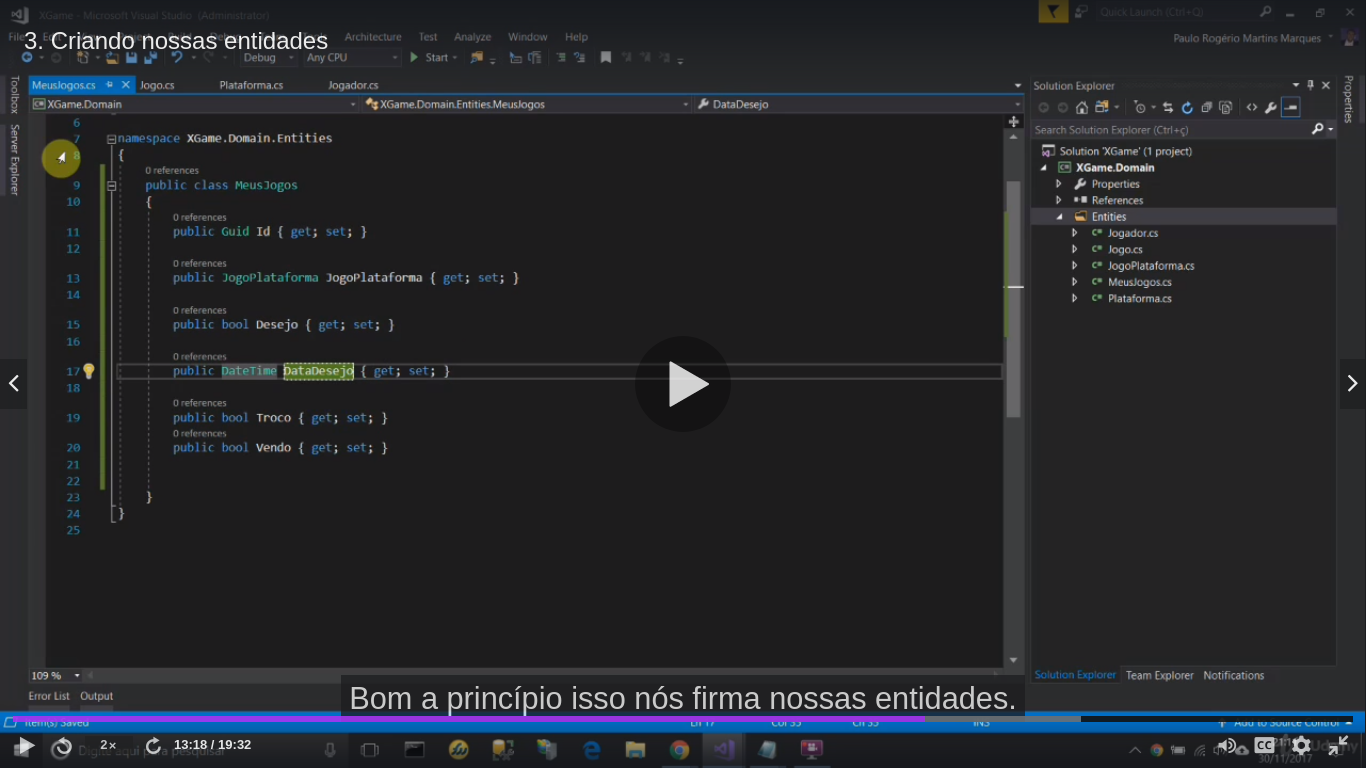 XGame - Microsoft Visual Studio (Administrator)
Quick Launch (Ctrl+Q)
3. Criando nossas entidades
Architecture Test Analyze Window Help
Paulo Rogério Martins Marques
Debug Any CPU Start
MeusJogos.cs Jogo.cs Plataforma.cs Jogador.cs
XGame.Domain XGame.Domain.Entities.MeusJogos DataDesejo
Toolbox
Server Explorer
6
7 namespace XGame.Domain.Entities
8 {
0 references
9 public class MeusJogos
10 {
0 references
11 public Guid Id { get; set; }
12
0 references
13 public JogoPlataforma JogoPlataforma { get; set; }
14
0 references
15 public bool Desejo { get; set; }
16
0 references
17 public DateTime DataDesejo { get; set; }
18
0 references
19 public bool Troco { get; set; }
0 references
20 public bool Vendo { get; set; }
21
22
23 }
24 }
25
109 %
Error List Output
Solution Explorer
Search Solution Explorer (Ctrl+ç)
Solution 'XGame' (1 project)
XGame.Domain
Properties
References
Entities
Jogador.cs
Jogo.cs
JogoPlataforma.cs
MeusJogos.cs
Plataforma.cs
Solution Explorer Team Explorer Notifications
Properties
Bom a princípio isso nós firma nossas entidades.
Item(s) Saved Ln 17 Col 33 Ch 33 INS Add to Source Control
2× 13:18 / 19:32
CC
Udemy
30/11/2017